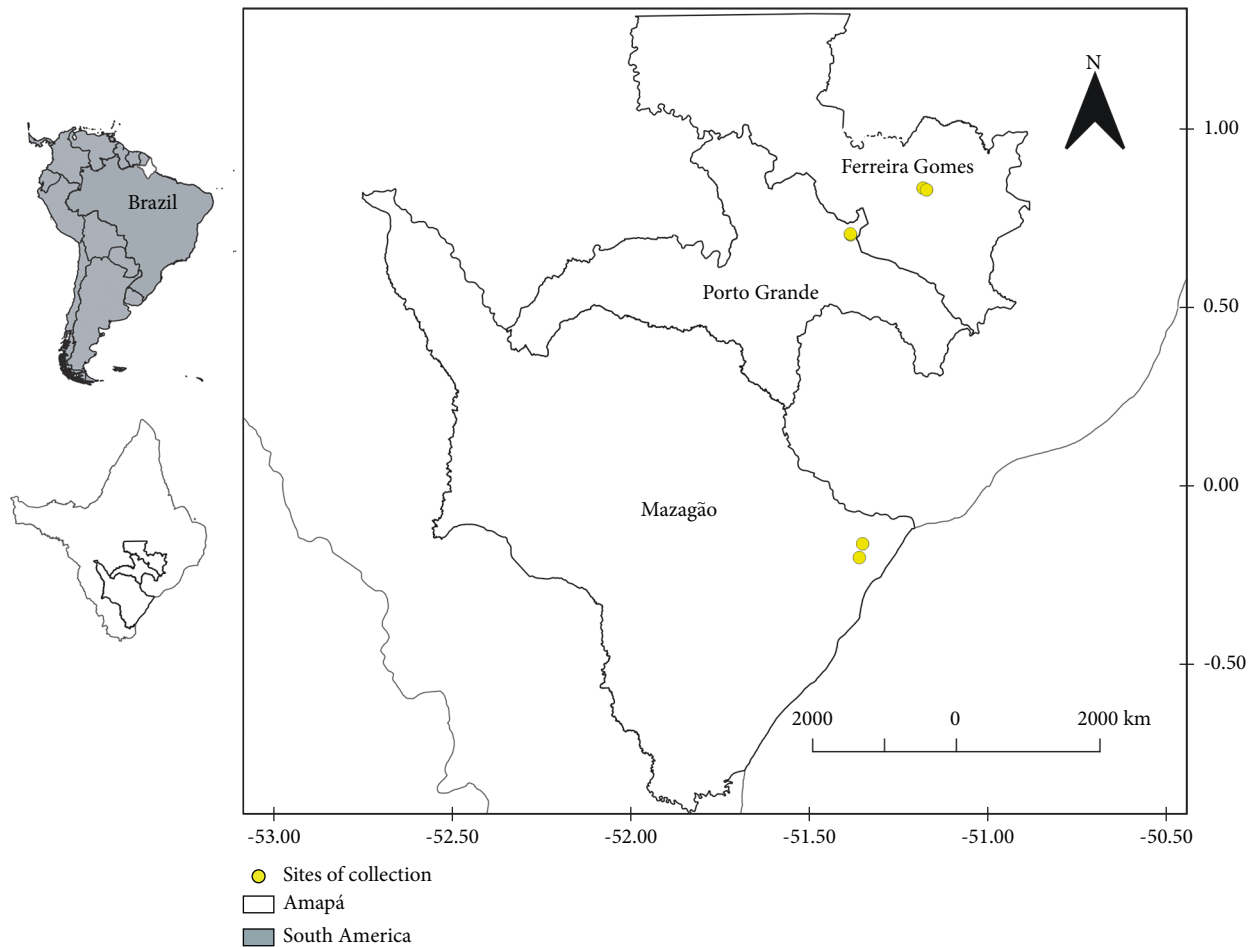 N
1.00
Ferreira Gomes
Brazil
Porto Grande
0.50
0.00
Mazagão
-0.50
2000 0 2000 km
-53.00 -52.50 -52.00 -51.50 -51.00 -50.50
Sites of collection
Amapá
South America